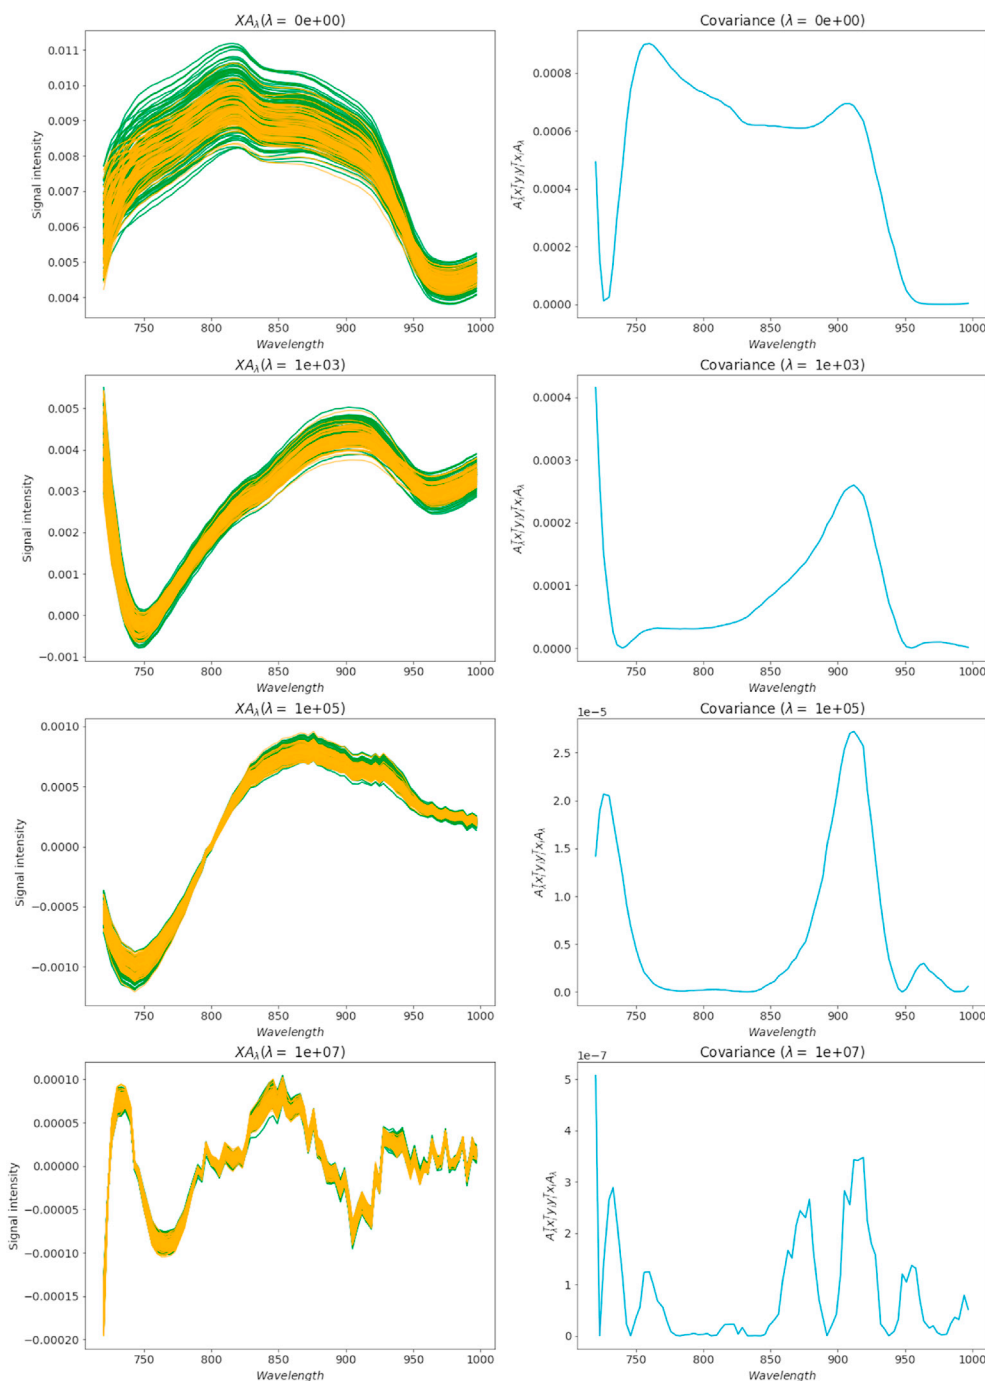 XAλ(λ = 0e+00)
Covariance (λ = 0e+00)
0.011
0.010
0.009
0.008
0.007
0.006
0.005
0.004
Signal intensity
750 800 850 900 950 1000
Wavelength
0.0008
0.0006
0.0004
0.0002
0.0000
750 800 850 900 950 1000
Wavelength
XAλ(λ = 1e+03)
Covariance (λ = 1e+03)
0.005
0.004
0.003
0.002
0.001
0.000
−0.001
Signal intensity
750 800 850 900 950 1000
Wavelength
0.0004
0.0003
0.0002
0.0001
0.0000
750 800 850 900 950 1000
Wavelength
XAλ(λ = 1e+05)
Covariance (λ = 1e+05)
0.0010
0.0005
0.0000
−0.0005
−0.0010
Signal intensity
750 800 850 900 950 1000
Wavelength
1e−5
2.5
2.0
1.5
1.0
0.5
0.0
750 800 850 900 950 1000
Wavelength
XAλ(λ = 1e+07)
Covariance (λ = 1e+07)
0.00010
0.00005
0.00000
−0.00005
−0.00010
−0.00015
−0.00020
Signal intensity
750 800 850 900 950 1000
Wavelength
1e−7
5
4
3
2
1
0
750 800 850 900 950 1000
Wavelength